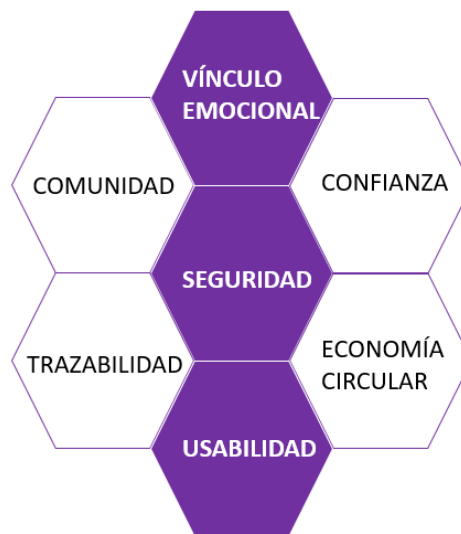 VÍNCULO
EMOCIONAL
COMUNIDAD
CONFIANZA
SEGURIDAD
TRAZABILIDAD
ECONOMÍA
CIRCULAR
USABILIDAD